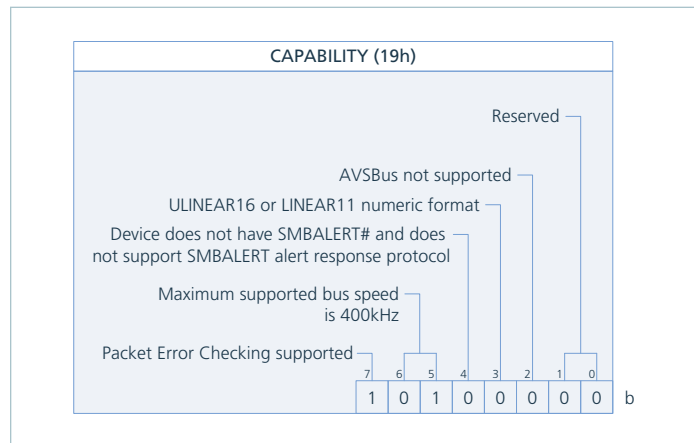 CAPABILITY (19h)
Reserved
AVSBus not supported
ULINEAR16 or LINEAR11 numeric format
Device does not have SMBALERT# and does
not support SMBALERT alert response protocol
Maximum supported bus speed
is 400kHz
Packet Error Checking supported
7 6 5 4 3 2 1 0
1 0 1 0 0 0 0 0 b